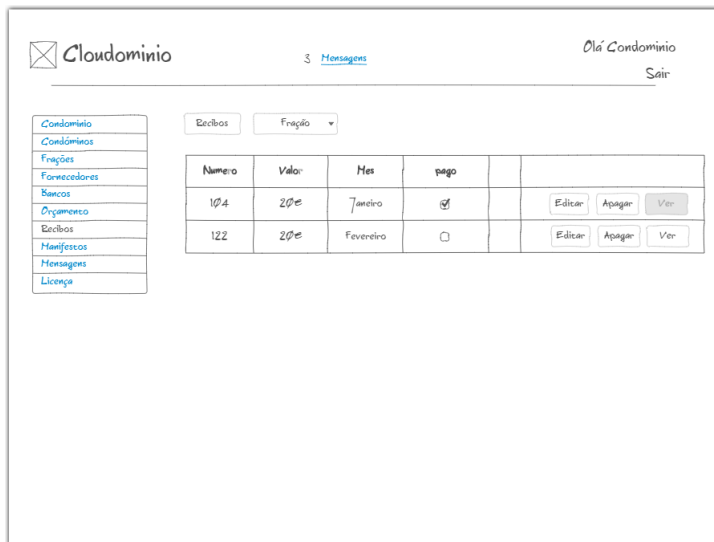 Cloudominio
3 Mensagens
Olá Condominio
Sair
Condominio
Condóminos
Frações
Fornecedores
Bancos
Orçamento
Recibos
Manifestos
Mensagens
Licença
Recibos Fração
Numero Valor Mes pago
104 20€ Janeiro Editar Apagar Ver
122 20€ Fevereiro Editar Apagar Ver